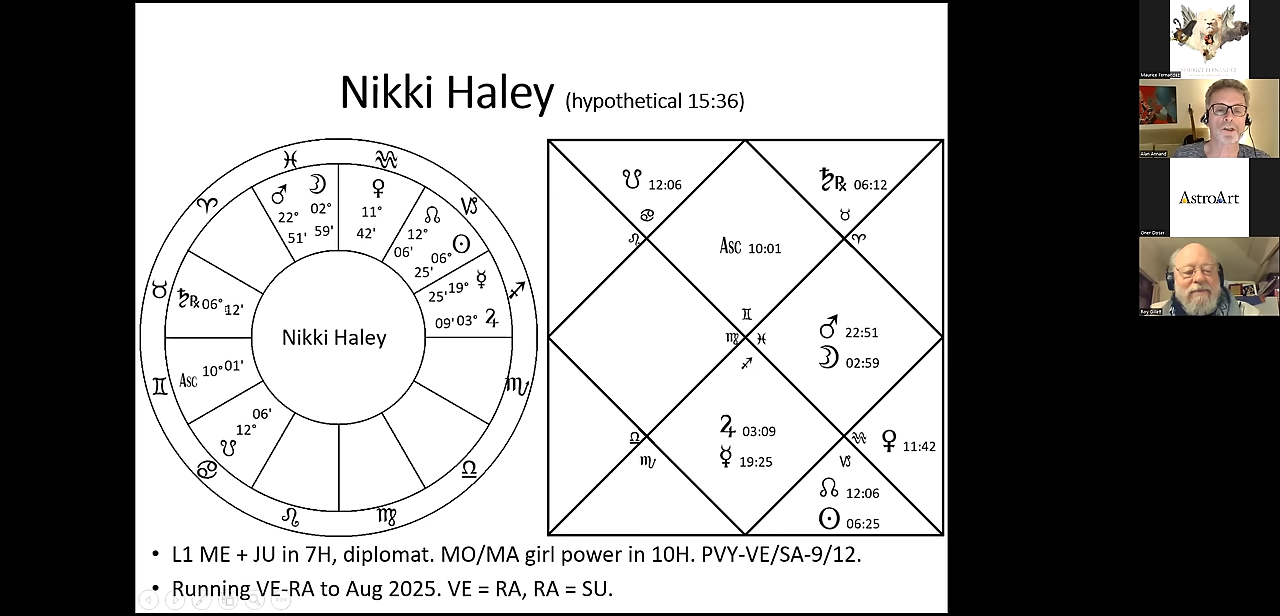 Nikki Haley (hypothetical 15:36)
♓ ♒
♈ ♂ ☽ ♀ ☊ ♑
22° 02° 11° 12° ☉
51' 59' 42' 06' 06°
25' ☿
♉ ♄℞ 06° 12' 25' 19° ♐
09' 03° ♃
Nikki Haley
♊ Asc 10° 01' ♏
06'
12°
☋
♋ ♎
♌ ♍
☋ 12:06
♄℞ 06:12
♋ ♉
♌ ♈
Asc 10:01
♊
♍ ♓
♐
♂ 22:51
☽ 02:59
♃ 03:09
☿ 19:25
♎ ♒ ♀ 11:42
♏ ♑
☊ 12:06
☉ 06:25
• L1 ME + JU in 7H, diplomat. MO/MA girl power in 10H. PVY-VE/SA-9/12.
• Running VE-RA to Aug 2025. VE = RA, RA = SU.
Maurice Fernandez
Alan Annand
AstroArt
Roy Gillett